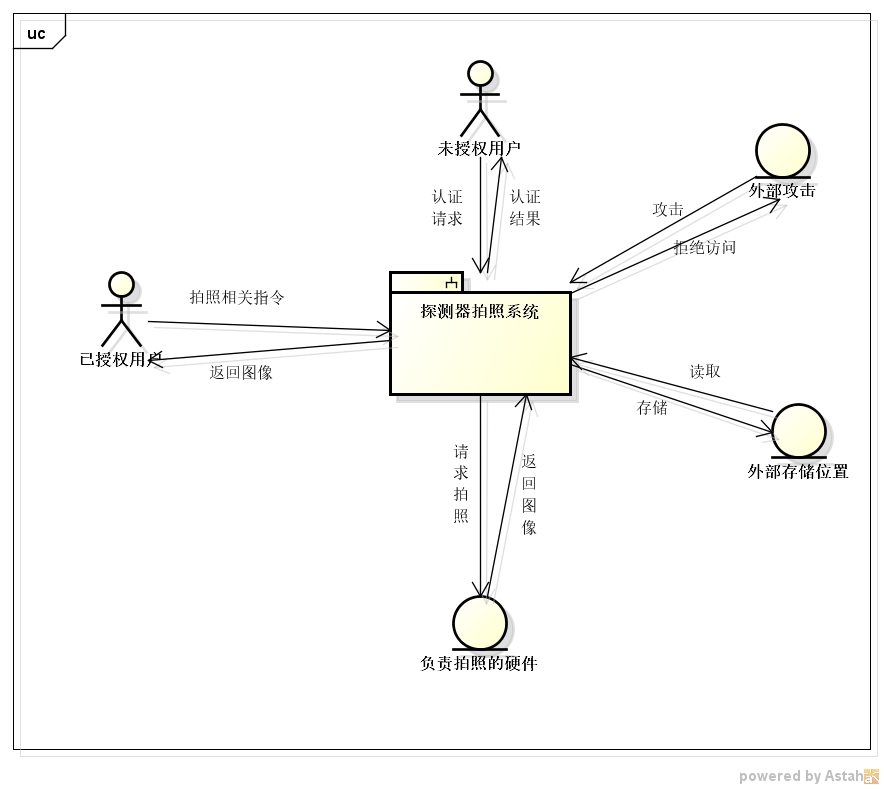 uc
未授权用户
认证
请求
认证
结果
外部攻击
攻击
拒绝访问
拍照相关指令
已授权用户
返回图像
探测器拍照系统
读取
存储
外部存储位置
请
求
拍
照
返
回
图
像
负责拍照的硬件
powered by Astah